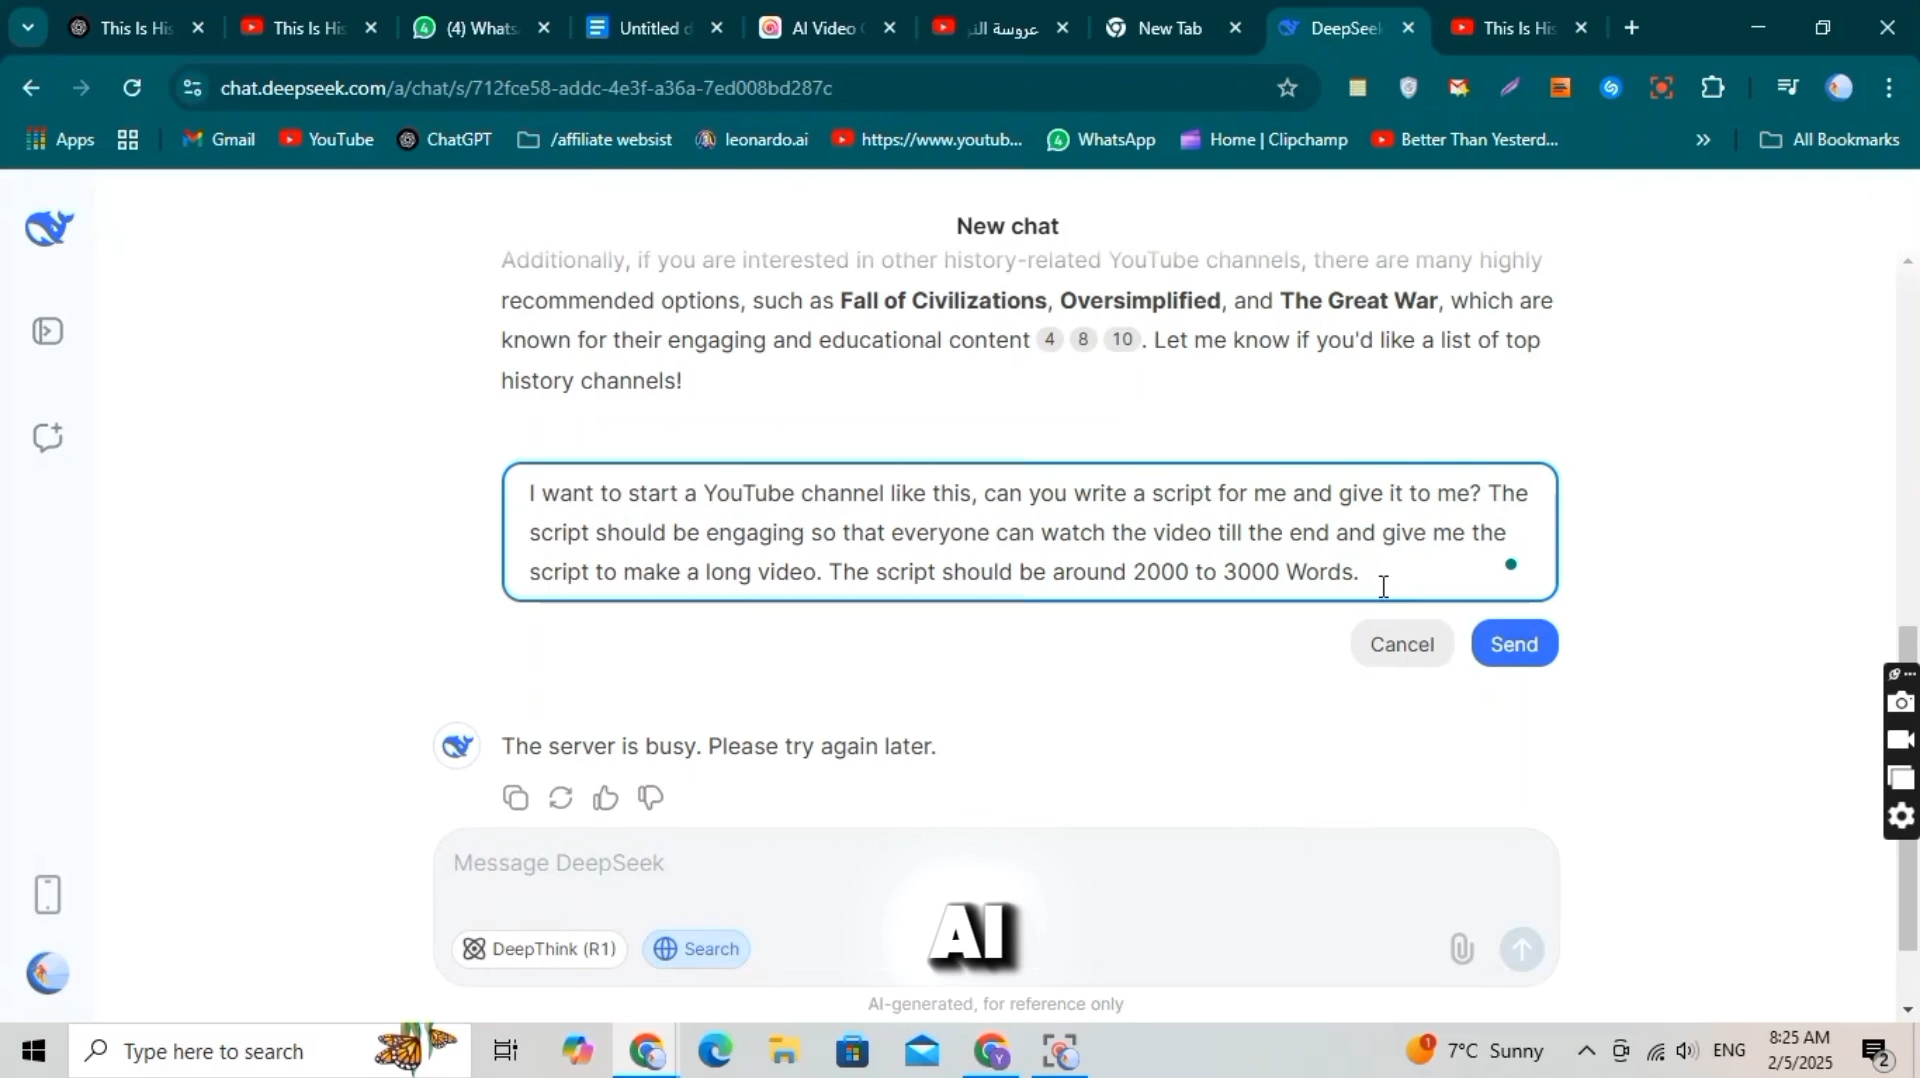 This Is His
This Is His
(4) Whats
Untitled d
AI Video
عروسة الذ
New Tab
DeepSeek
This Is His
chat.deepseek.com/a/chat/s/712fce58-addc-4e3f-a36a-7ed008bd287c
Apps
Gmail
YouTube
ChatGPT
/affiliate websist
leonardo.ai
https://www.youtub...
4
WhatsApp
Home | Clipchamp
Better Than Yesterd...
All Bookmarks
New chat
Additionally, if you are interested in other history-related YouTube channels, there are many highly
recommended options, such as Fall of Civilizations, Oversimplified, and The Great War, which are
known for their engaging and educational content 4 8 10. Let me know if you'd like a list of top
history channels!
I want to start a YouTube channel like this, can you write a script for me and give it to me? The
script should be engaging so that everyone can watch the video till the end and give me the
script to make a long video. The script should be around 2000 to 3000 Words.
Cancel
Send
The server is busy. Please try again later.
Message DeepSeek
AI
DeepThink (R1)
Search
AI-generated, for reference only
Type here to search
1
7°C Sunny
ENG
8:25 AM
2/5/2025
2